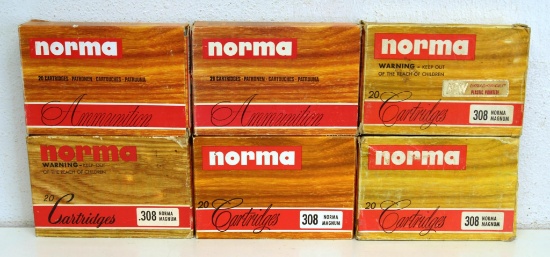 norma
20 CARTRIDGES · PATRONEN · CARTOUCHES · PATRUUNA
Ammunition
norma
20 CARTRIDGES · PATRONEN · CARTOUCHES · PATRUUNA
Ammunition
norma
WARNING – KEEP OUT
OF THE REACH OF CHILDREN
20
Cartridges
308 NORMA
MAGNUM
norma
WARNING – KEEP OUT
OF THE REACH OF CHILDREN
20
Cartridges
.308 NORMA
MAGNUM
norma
20
Cartridges
308 NORMA
MAGNUM
norma
20
Cartridges
308 NORMA
MAGNUM